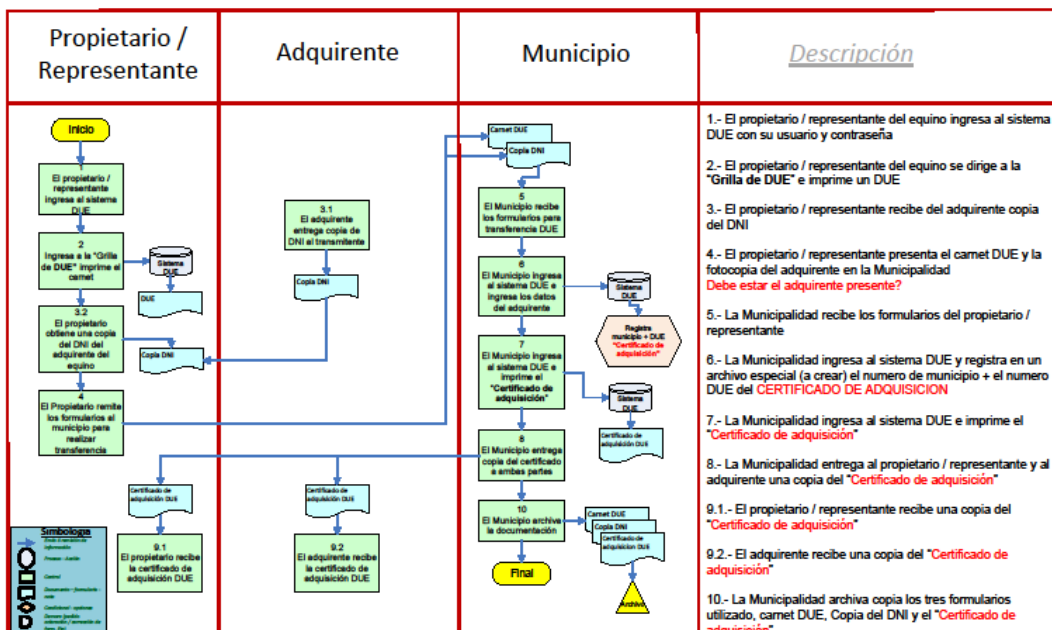 Propietario /
Representante
Adquirente
Municipio
Descripción
Inicio
1
El propietario /
representante
ingresa al sistema
DUE
2
Ingresa a la "Grilla
de DUE" imprime el
carnet
Sistema
DUE
DUE
3.2
El propietario
obtiene una copia
del DNI del
adquirente del
equino
Copia DNI
4
El Propietario remite
los formularios al
municipio para
realizar
transferencia
Certificado de
adquisición DUE
9.1
El propietario recibe
la certificado de
adquisición DUE
Simbología
Proceso - Acción
Control
3.1
El adquirente
entrega copia de
DNI al transmitente
Copia DNI
Certificado de
adquisición DUE
9.2
El adquirente recibe
la certificado de
adquisición DUE
Carnet DUE
Copia DNI
5
El Municipio recibe
los formularios para
transferencia DUE
6
El Municipio ingresa
al sistema DUE e
ingresa los datos
del adquirente
Sistema
DUE
Registra
municipio + DUE
"Certificado de
adquisición"
7
El Municipio ingresa
al sistema DUE e
imprime el
"Certificado de
adquisición"
Sistema
DUE
Certificado de
adquisición DUE
8
El Municipio entrega
copia del certificado
a ambas partes
10
El Municipio archiva
la documentación
Carnet DUE
Copia DNI
Certificado de
adquisicion DUE
Final
Archivo
1.- El propietario / representante del equino ingresa al sistema
DUE con su usuario y contraseña
2.- El propietario / representante del equino se dirige a la
"Grilla de DUE" e imprime un DUE
3.- El propietario / representante recibe del adquirente copia
del DNI
4.- El propietario / representante presenta el carnet DUE y la
fotocopia del adquirente en la Municipalidad
Debe estar el adquirente presente?
5.- La Municipalidad recibe los formularios del propietario /
representante
6.- La Municipalidad ingresa al sistema DUE y registra en un
archivo especial (a crear) el numero de municipio + el numero
DUE del CERTIFICADO DE ADQUISICION
7.- La Municipalidad ingresa al sistema DUE e imprime el
"Certificado de adquisición"
8.- La Municipalidad entrega al propietario / representante y al
adquirente una copia del "Certificado de adquisición"
9.1.- El propietario / representante recibe una copia del
"Certificado de adquisición"
9.2.- El adquirente recibe una copia del "Certificado de
adquisición"
10.- La Municipalidad archiva copia los tres formularios
utilizado, carnet DUE, Copia del DNI y el "Certificado de
adquisición"